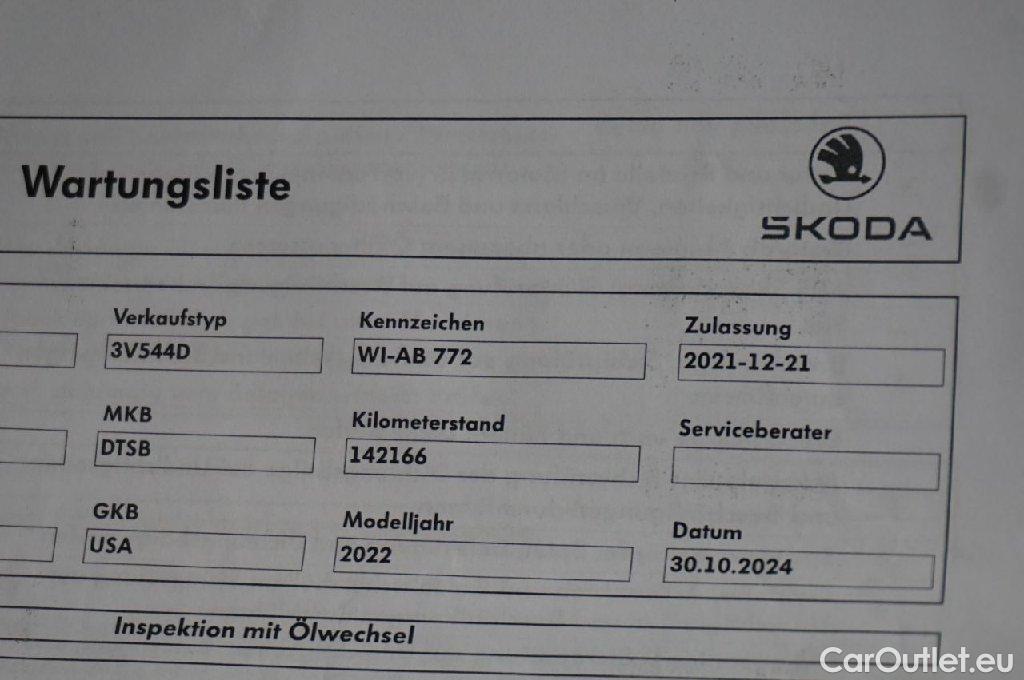 Wartungsliste
SKODA
Verkaufstyp Kennzeichen Zulassung
3V544D WI-AB 772 2021-12-21
MKB Kilometerstand Serviceberater
DTSB 142166
GKB Modelljahr Datum
USA 2022 30.10.2024
Inspektion mit Ölwechsel
CarOutlet.eu